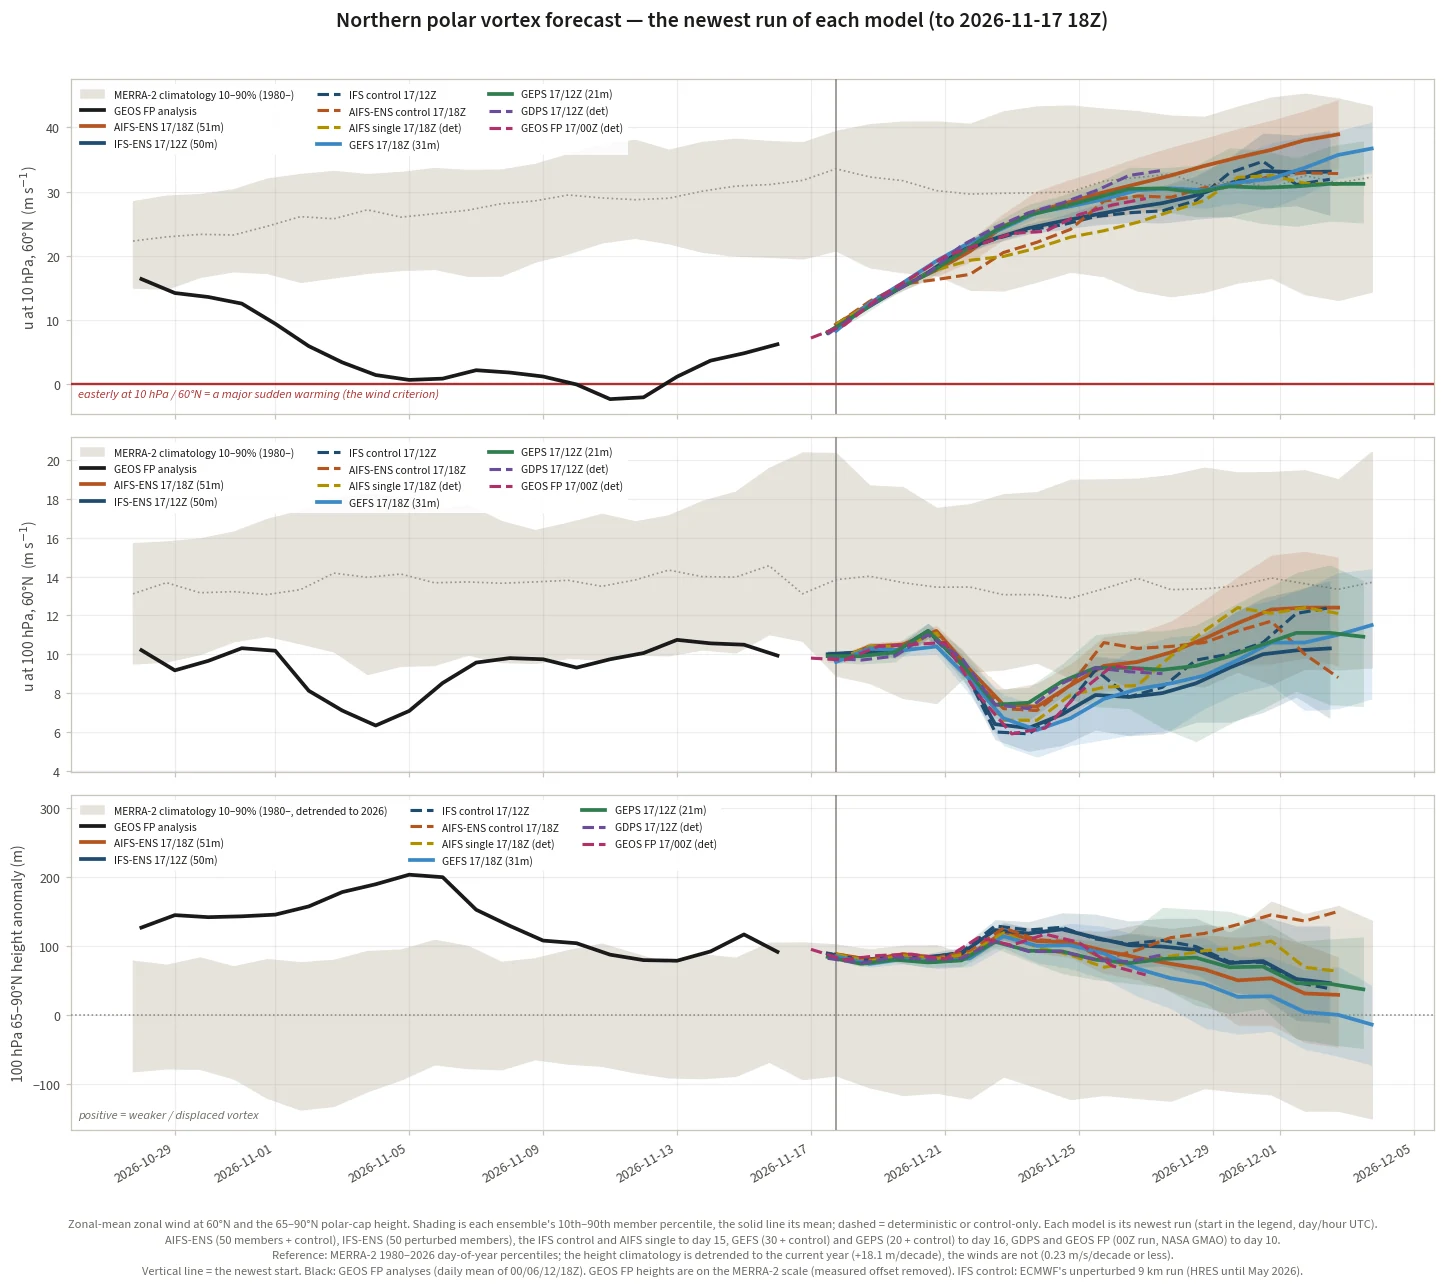 Northern polar vortex forecast — the newest run of each model (to 2026-11-17 18Z)
MERRA-2 climatology 10–90% (1980–)
GEOS FP analysis
AIFS-ENS 17/18Z (51m)
IFS-ENS 17/12Z (50m)
IFS control 17/12Z
AIFS-ENS control 17/18Z
AIFS single 17/18Z (det)
GEFS 17/18Z (31m)
GEPS 17/12Z (21m)
GDPS 17/12Z (det)
GEOS FP 17/00Z (det)
u at 10 hPa, 60°N (m s⁻¹)
40
30
20
10
0
easterly at 10 hPa / 60°N = a major sudden warming (the wind criterion)
MERRA-2 climatology 10–90% (1980–)
GEOS FP analysis
AIFS-ENS 17/18Z (51m)
IFS-ENS 17/12Z (50m)
IFS control 17/12Z
AIFS-ENS control 17/18Z
AIFS single 17/18Z (det)
GEFS 17/18Z (31m)
GEPS 17/12Z (21m)
GDPS 17/12Z (det)
GEOS FP 17/00Z (det)
u at 100 hPa, 60°N (m s⁻¹)
20
18
16
14
12
10
8
6
4
MERRA-2 climatology 10–90% (1980–, detrended to 2026)
GEOS FP analysis
AIFS-ENS 17/18Z (51m)
IFS-ENS 17/12Z (50m)
IFS control 17/12Z
AIFS-ENS control 17/18Z
AIFS single 17/18Z (det)
GEFS 17/18Z (31m)
GEPS 17/12Z (21m)
GDPS 17/12Z (det)
GEOS FP 17/00Z (det)
100 hPa 65–90°N height anomaly (m)
300
200
100
0
−100
positive = weaker / displaced vortex
2026-10-29
2026-11-01
2026-11-05
2026-11-09
2026-11-13
2026-11-17
2026-11-21
2026-11-25
2026-11-29
2026-12-01
2026-12-05
Zonal-mean zonal wind at 60°N and the 65–90°N polar-cap height. Shading is each ensemble's 10th–90th member percentile, the solid line its mean; dashed = deterministic or control-only. Each model is its newest run (start in the legend, day/hour UTC).
AIFS-ENS (50 members + control), IFS-ENS (50 perturbed members), the IFS control and AIFS single to day 15, GEFS (30 + control) and GEPS (20 + control) to day 16, GDPS and GEOS FP (00Z run, NASA GMAO) to day 10.
Reference: MERRA-2 1980–2026 day-of-year percentiles; the height climatology is detrended to the current year (+18.1 m/decade), the winds are not (0.23 m/s/decade or less).
Vertical line = the newest start. Black: GEOS FP analyses (daily mean of 00/06/12/18Z). GEOS FP heights are on the MERRA-2 scale (measured offset removed). IFS control: ECMWF's unperturbed 9 km run (HRES until May 2026).